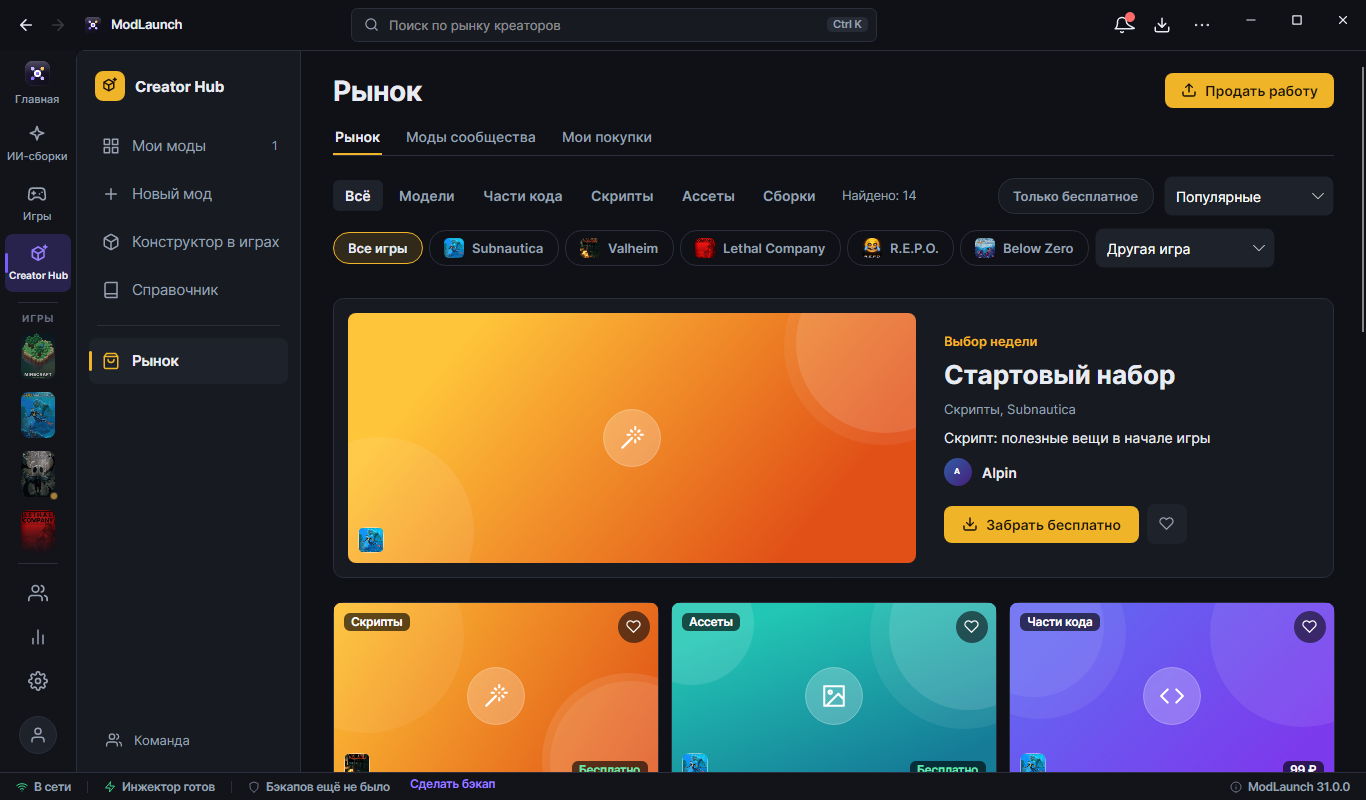 ModLaunch
Поиск по рынку креаторов
Ctrl K
Главная
ИИ-сборки
Игры
Creator Hub
ИГРЫ
MINECRAFT
Creator Hub
Мои моды 1
Новый мод
Конструктор в играх
Справочник
Рынок
Команда
Рынок
Продать работу
Рынок Моды сообщества Мои покупки
Всё Модели Части кода Скрипты Ассеты Сборки Найдено: 14 Только бесплатное Популярные
Все игры Subnautica Valheim Lethal Company R.E.P.O. Below Zero Другая игра
Выбор недели
Стартовый набор
Скрипты, Subnautica
Скрипт: полезные вещи в начале игры
A Alpin
Забрать бесплатно
Скрипты Ассеты Части кода
Бесплатно Бесплатно 99 ₽
В сети Инжектор готов Бэкапов ещё не было Сделать бэкап ModLaunch 31.0.0